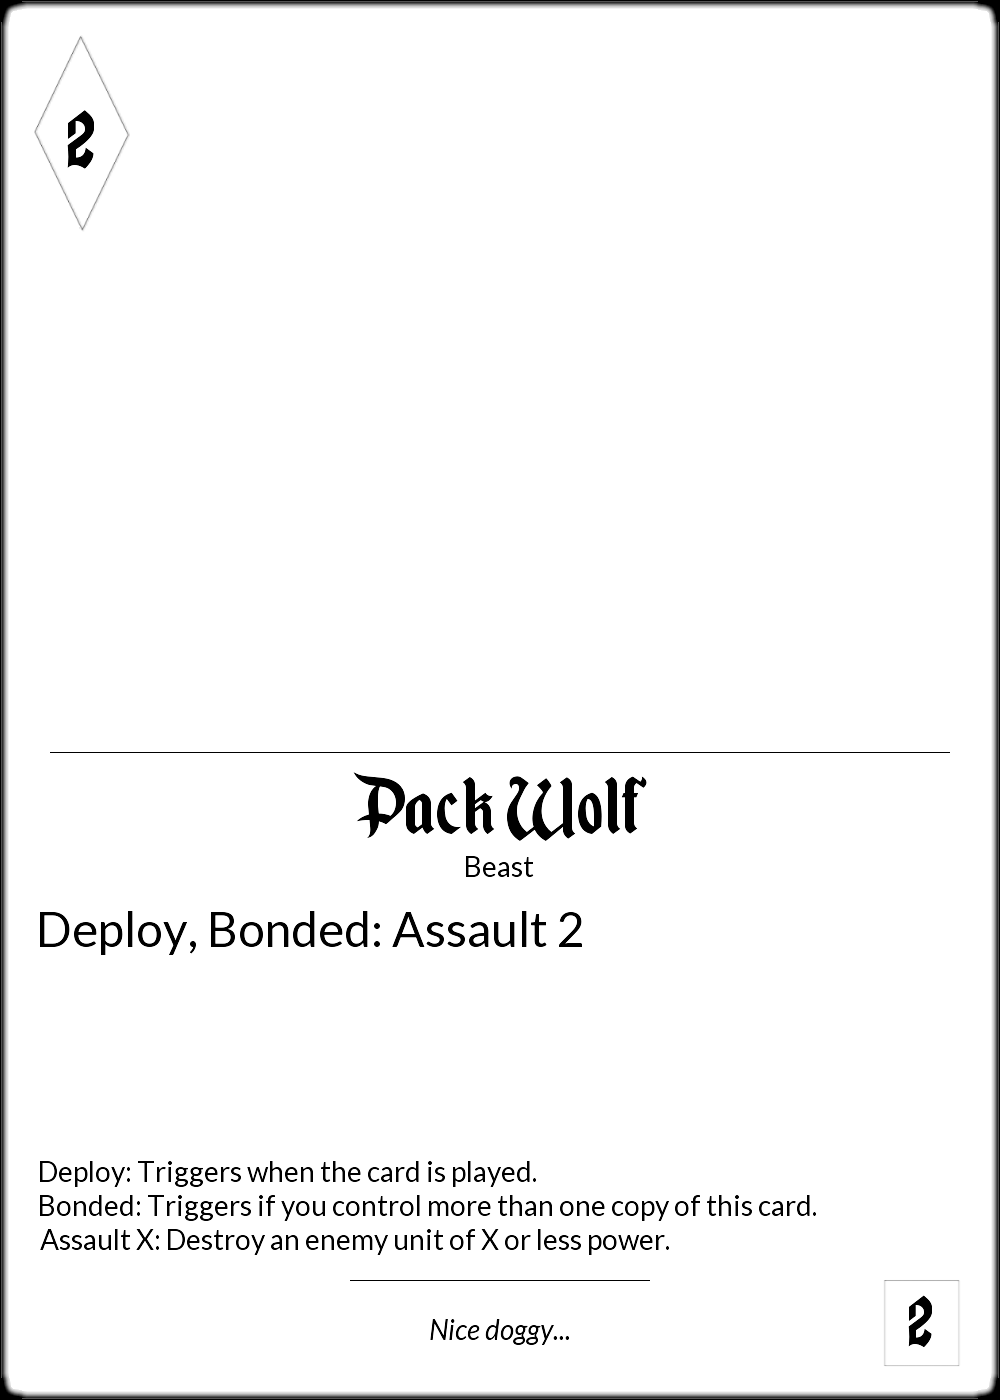 2
Pack Wolf
Beast
Deploy, Bonded: Assault 2
Deploy: Triggers when the card is played.
Bonded: Triggers if you control more than one copy of this card.
Assault X: Destroy an enemy unit of X or less power.
Nice doggy...
2